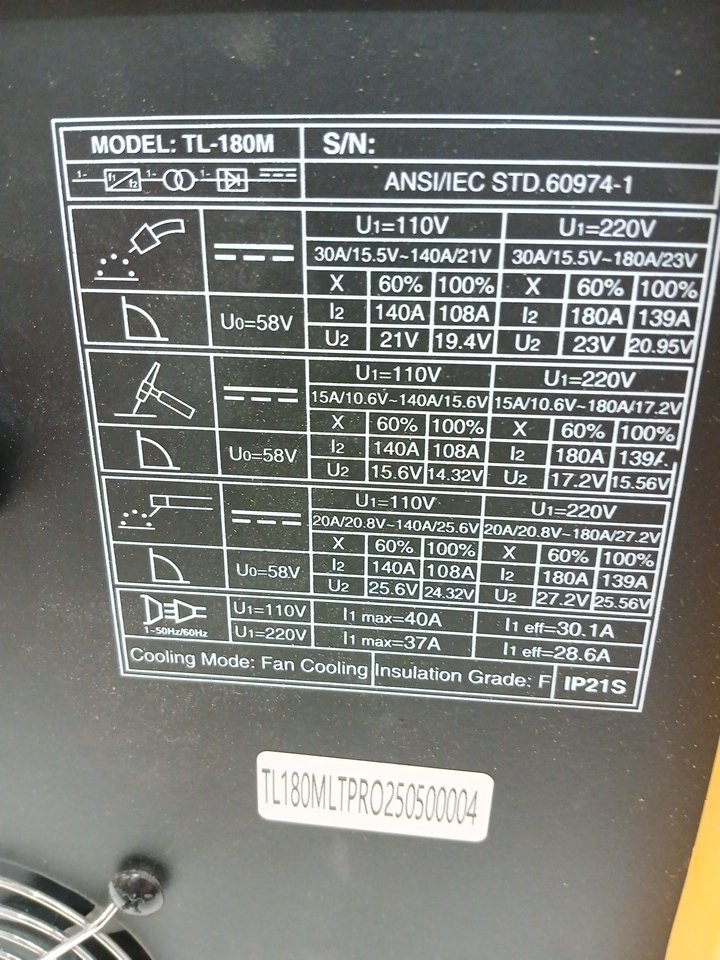 MODEL: TL-180M
S/N:
1~ f1 f2 1~ 1~
ANSI/IEC STD.60974-1
U1=110V U1=220V
30A/15.5V~140A/21V 30A/15.5V~180A/23V
X 60% 100% X 60% 100%
U0=58V
I2 140A 108A I2 180A 139A
U2 21V 19.4V U2 23V 20.95V
U1=110V U1=220V
15A/10.6V~140A/15.6V 15A/10.6V~180A/17.2V
X 60% 100% X 60% 100%
U0=58V
I2 140A 108A I2 180A 139A
U2 15.6V 14.32V U2 17.2V 15.56V
U1=110V U1=220V
20A/20.8V~140A/25.6V 20A/20.8V~180A/27.2V
X 60% 100% X 60% 100%
U0=58V
I2 140A 108A I2 180A 139A
U2 25.6V 24.32V U2 27.2V 25.56V
1~50Hz/60Hz
U1=110V I1 max=40A I1 eff=30.1A
U1=220V I1 max=37A I1 eff=28.6A
Cooling Mode: Fan Cooling Insulation Grade: F IP21S
TL180MLTPRO250500004